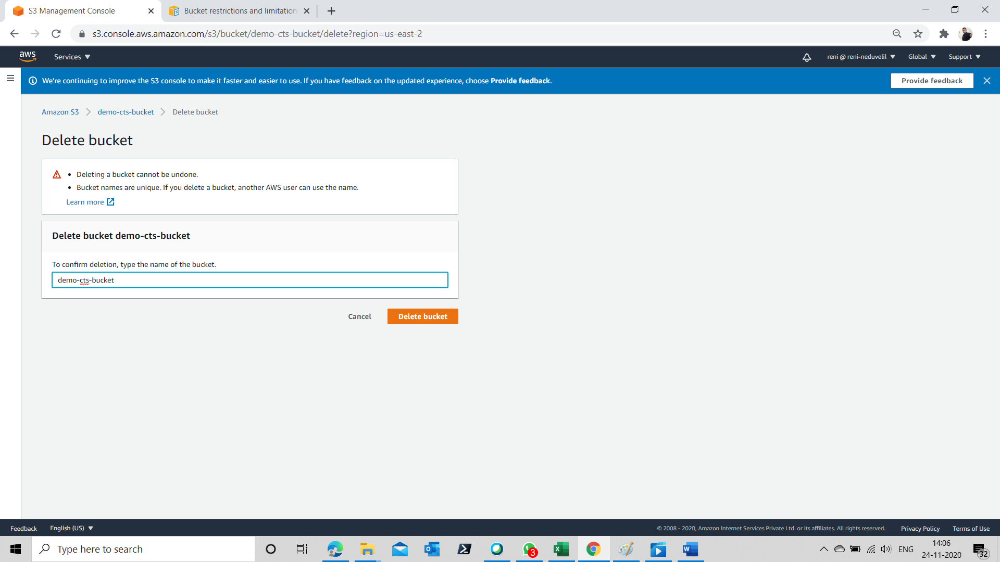 S3 Management Console
Bucket restrictions and limitation
s3.console.aws.amazon.com/s3/bucket/demo-cts-bucket/delete?region=us-east-2
aws
Services
reni @ reni-neduvelil
Global
Support
We're continuing to improve the S3 console to make it faster and easier to use. If you have feedback on the updated experience, choose Provide feedback.
Provide feedback
Amazon S3
demo-cts-bucket
Delete bucket
Delete bucket
Deleting a bucket cannot be undone.
Bucket names are unique. If you delete a bucket, another AWS user can use the name.
Learn more
Delete bucket demo-cts-bucket
To confirm deletion, type the name of the bucket.
demo-cts-bucket
Cancel
Delete bucket
Feedback
English (US)
© 2008 - 2020, Amazon Internet Services Private Ltd. or its affiliates. All rights reserved.
Privacy Policy
Terms of Use
Type here to search
3
ENG
14:06
24-11-2020
32